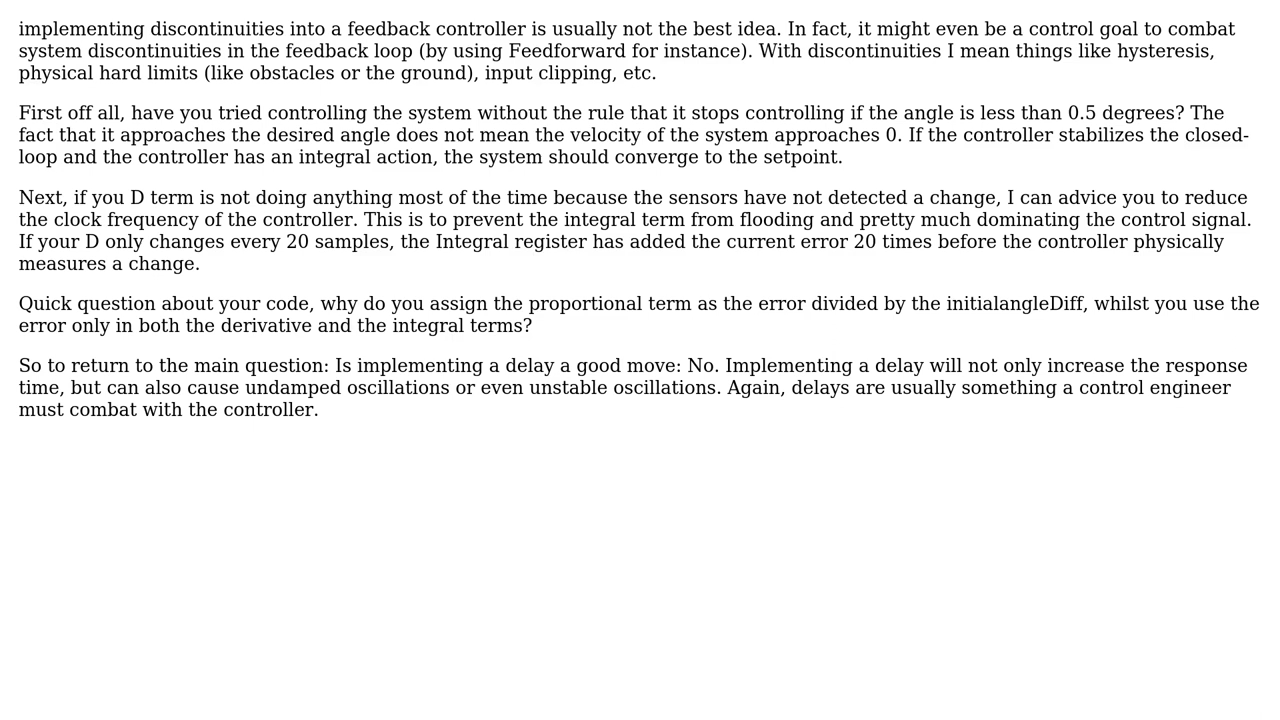 implementing discontinuities into a feedback controller is usually not the best idea. In fact, it might even be a control goal to combat
system discontinuities in the feedback loop (by using Feedforward for instance). With discontinuities I mean things like hysteresis,
physical hard limits (like obstacles or the ground), input clipping, etc.
First off all, have you tried controlling the system without the rule that it stops controlling if the angle is less than 0.5 degrees? The
fact that it approaches the desired angle does not mean the velocity of the system approaches 0. If the controller stabilizes the closed-
loop and the controller has an integral action, the system should converge to the setpoint.
Next, if you D term is not doing anything most of the time because the sensors have not detected a change, I can advice you to reduce
the clock frequency of the controller. This is to prevent the integral term from flooding and pretty much dominating the control signal.
If your D only changes every 20 samples, the Integral register has added the current error 20 times before the controller physically
measures a change.
Quick question about your code, why do you assign the proportional term as the error divided by the initialangleDiff, whilst you use the
error only in both the derivative and the integral terms?
So to return to the main question: Is implementing a delay a good move: No. Implementing a delay will not only increase the response
time, but can also cause undamped oscillations or even unstable oscillations. Again, delays are usually something a control engineer
must combat with the controller.